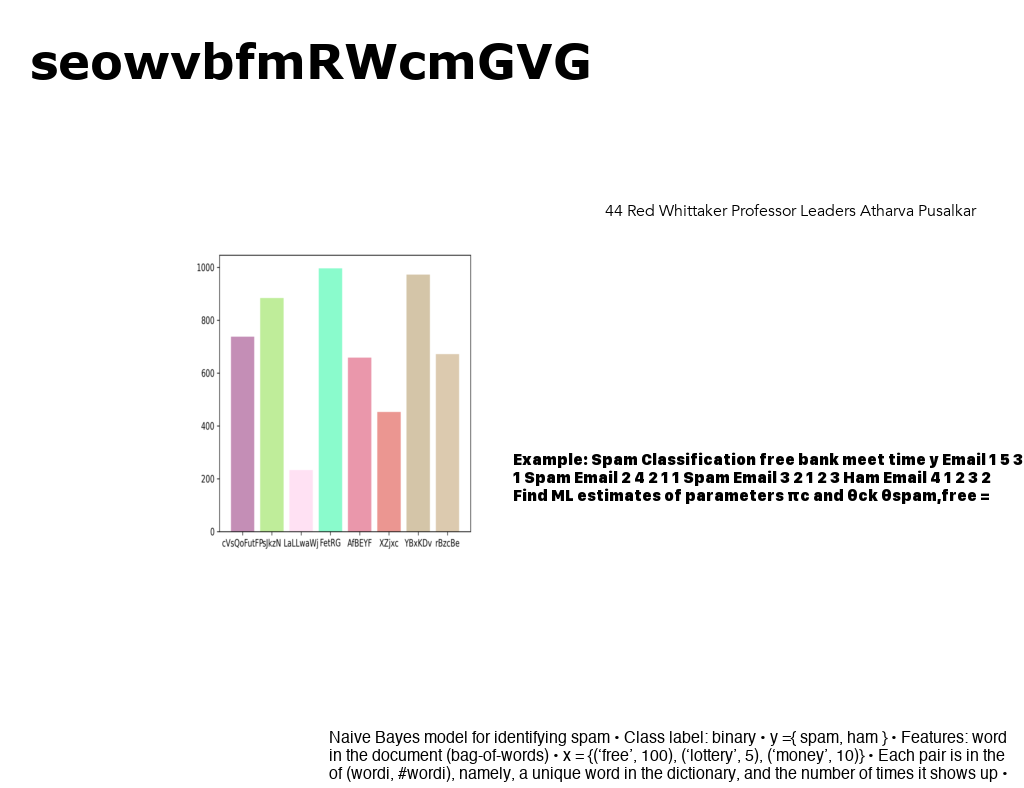 seowvbfmRWcmGVG
44 Red Whittaker Professor Leaders Atharva Pusalkar
1000
800
600
400
200
0
cVsQoFutF PsJkzN LaLLwaWj FetRG AfBEYF XZjxc YBxKDv rBzcBe
Example: Spam Classification free bank meet time y Email 1 5 3
1 Spam Email 2 4 2 1 1 Spam Email 3 2 1 2 3 Ham Email 4 1 2 3 2
Find ML estimates of parameters πc and θck θspam,free =
Naive Bayes model for identifying spam • Class label: binary • y ={ spam, ham } • Features: word
in the document (bag-of-words) • x = {(‘free’, 100), (‘lottery’, 5), (‘money’, 10)} • Each pair is in the
of (wordi, #wordi), namely, a unique word in the dictionary, and the number of times it shows up •